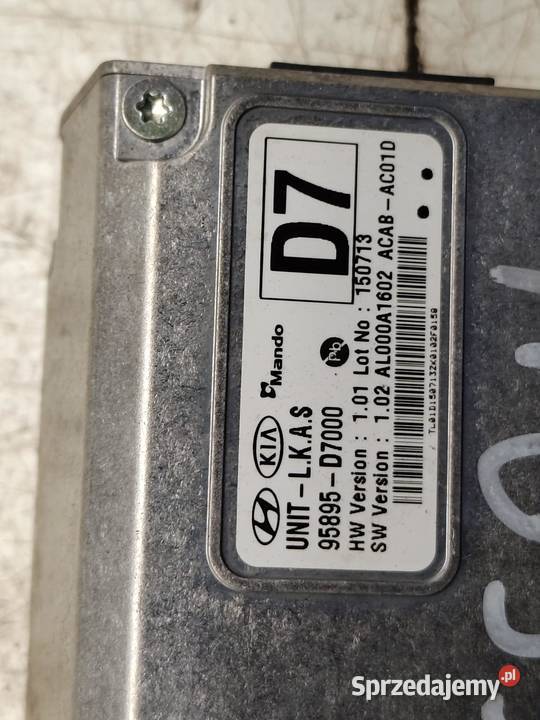 D7
KIA Mando Pb
UNIT-L.K.A.S
95895-D7000
HW Version : 1.01 Lot No : 150713
SW Version : 1.02 AL000A1602 ACAB-AC01D
Sprzedajemy.pl